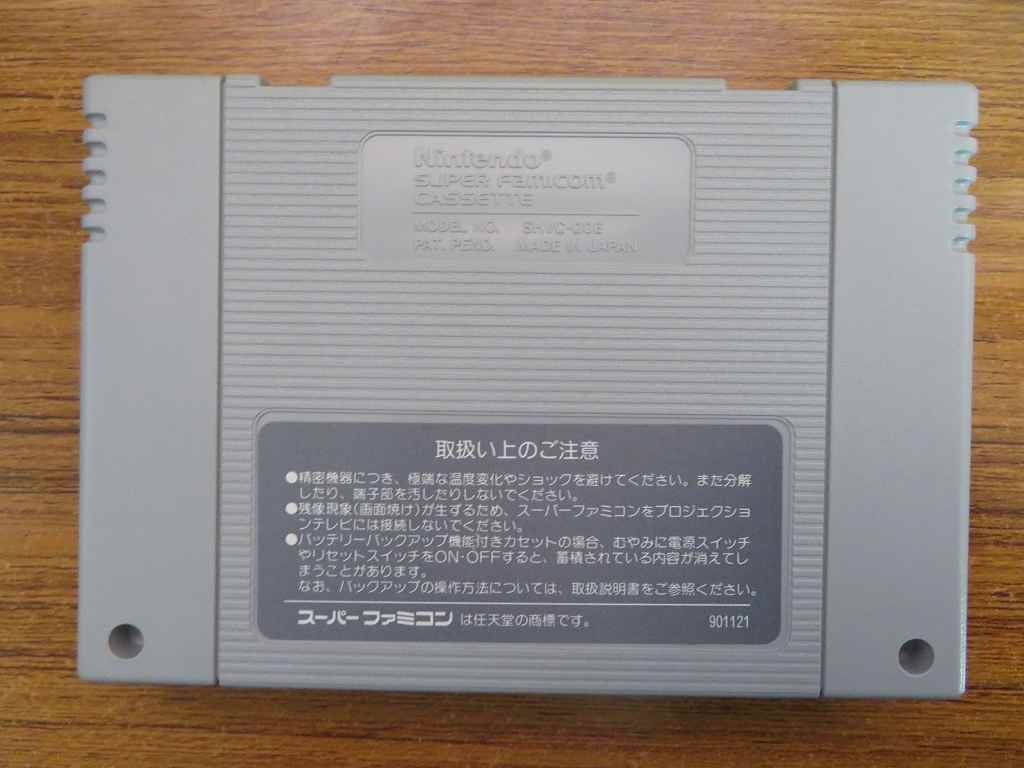 Nintendo®
SUPER FAMICOM®
CASSETTE
MODEL NO. SHVC-006
PAT. PEND. MADE IN JAPAN
取扱い上のご注意
●精密機器につき、極端な温度変化やショックを避けてください。また分解
したり、端子部を汚したりしないでください。
●残像現象(画面焼け)が生ずるため、スーパーファミコンをプロジェクショ
ンテレビには接続しないでください。
●バッテリーバックアップ機能付きカセットの場合、むやみに電源スイッチ
やリセットスイッチをON・OFFすると、蓄積されている内容が消えてし
まうことがあります。
なお、バックアップの操作方法については、取扱説明書をご参照ください。
スーパーファミコン は任天堂の商標です。 901121